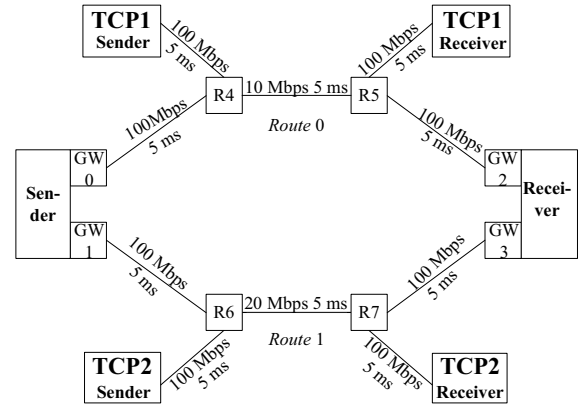 TCP1
Sender
TCP1
Receiver
100 Mbps
5 ms
100 Mbps
5 ms
R4
10 Mbps 5 ms
R5
Route 0
100Mbps
5 ms
100 Mbps
5 ms
GW
0
GW
2
Sen-
der
Recei-
ver
GW
1
GW
3
100 Mbps
5 ms
100 Mbps
5 ms
R6
20 Mbps 5 ms
R7
Route 1
TCP2
Sender
100 Mbps
5 ms
100 Mbps
5 ms
TCP2
Receiver